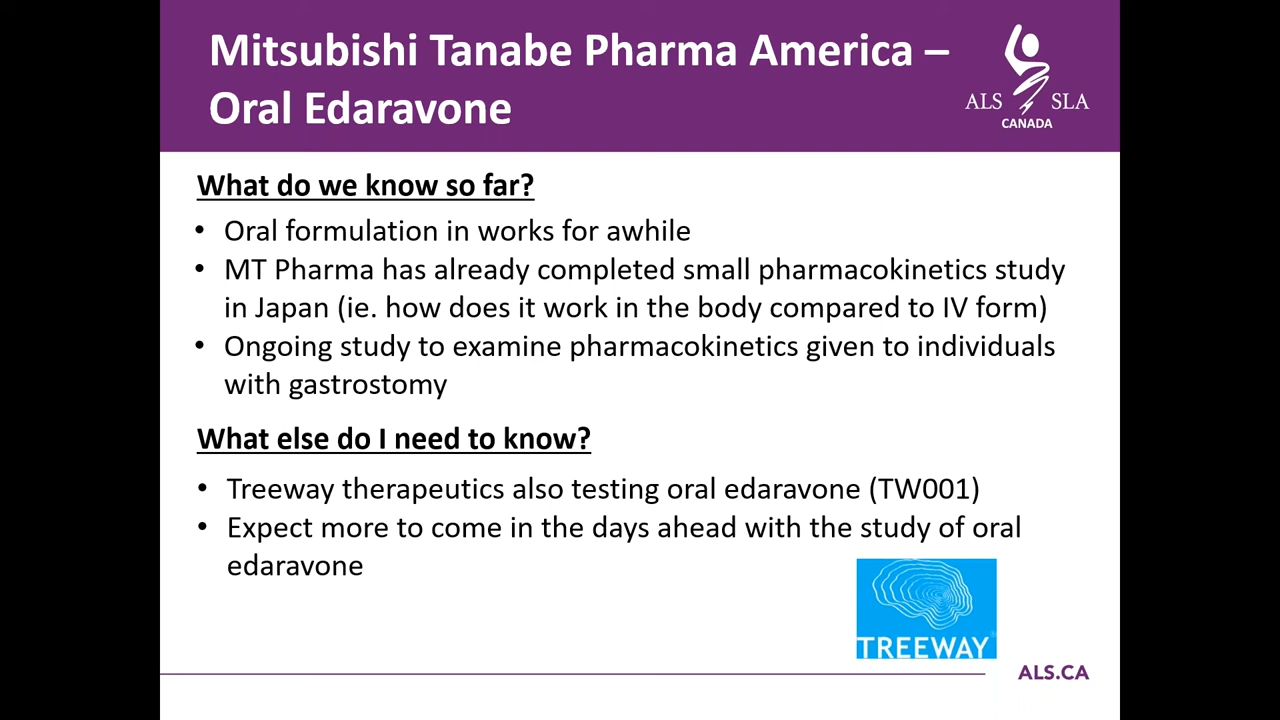 Mitsubishi Tanabe Pharma America –
Oral Edaravone
ALS SLA
CANADA
What do we know so far?
• Oral formulation in works for awhile
• MT Pharma has already completed small pharmacokinetics study
in Japan (ie. how does it work in the body compared to IV form)
• Ongoing study to examine pharmacokinetics given to individuals
with gastrostomy
What else do I need to know?
• Treeway therapeutics also testing oral edaravone (TW001)
• Expect more to come in the days ahead with the study of oral
edaravone
TREEWAY®
ALS.CA